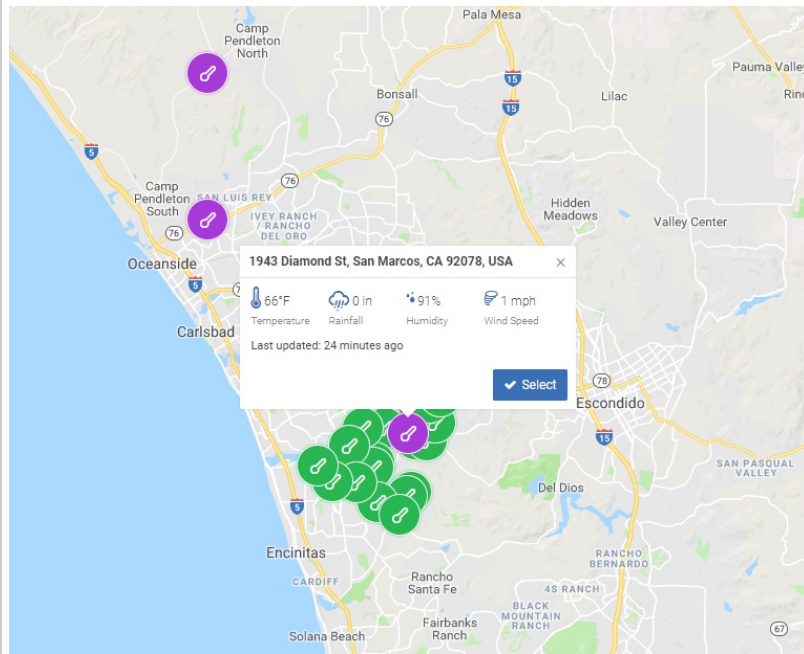 Pala Mesa
Camp
Pendleton
North
15
Pauma Valley
Bonsall
Lilac
15
76
5
Camp
Pendleton
South
SAN LUIS REY
76
IVEY RANCH
/ RANCHO
DEL ORO
Hidden
Meadows
Valley Center
76
Oceanside
5
Carlsbad
1943 Diamond St, San Marcos, CA 92078, USA
×
66°F
0 in
91%
1 mph
Temperature
Rainfall
Humidity
Wind Speed
Last updated: 24 minutes ago
Select
78
Escondido
15
SAN PASQUAL
VALLEY
Del Dios
5
Encinitas
RANCHO
BERNARDO
CARDIFF
Rancho
Santa Fe
4S RANCH
BLACK
MOUNTAIN
RANCH
Fairbanks
Ranch
67
Solana Beach